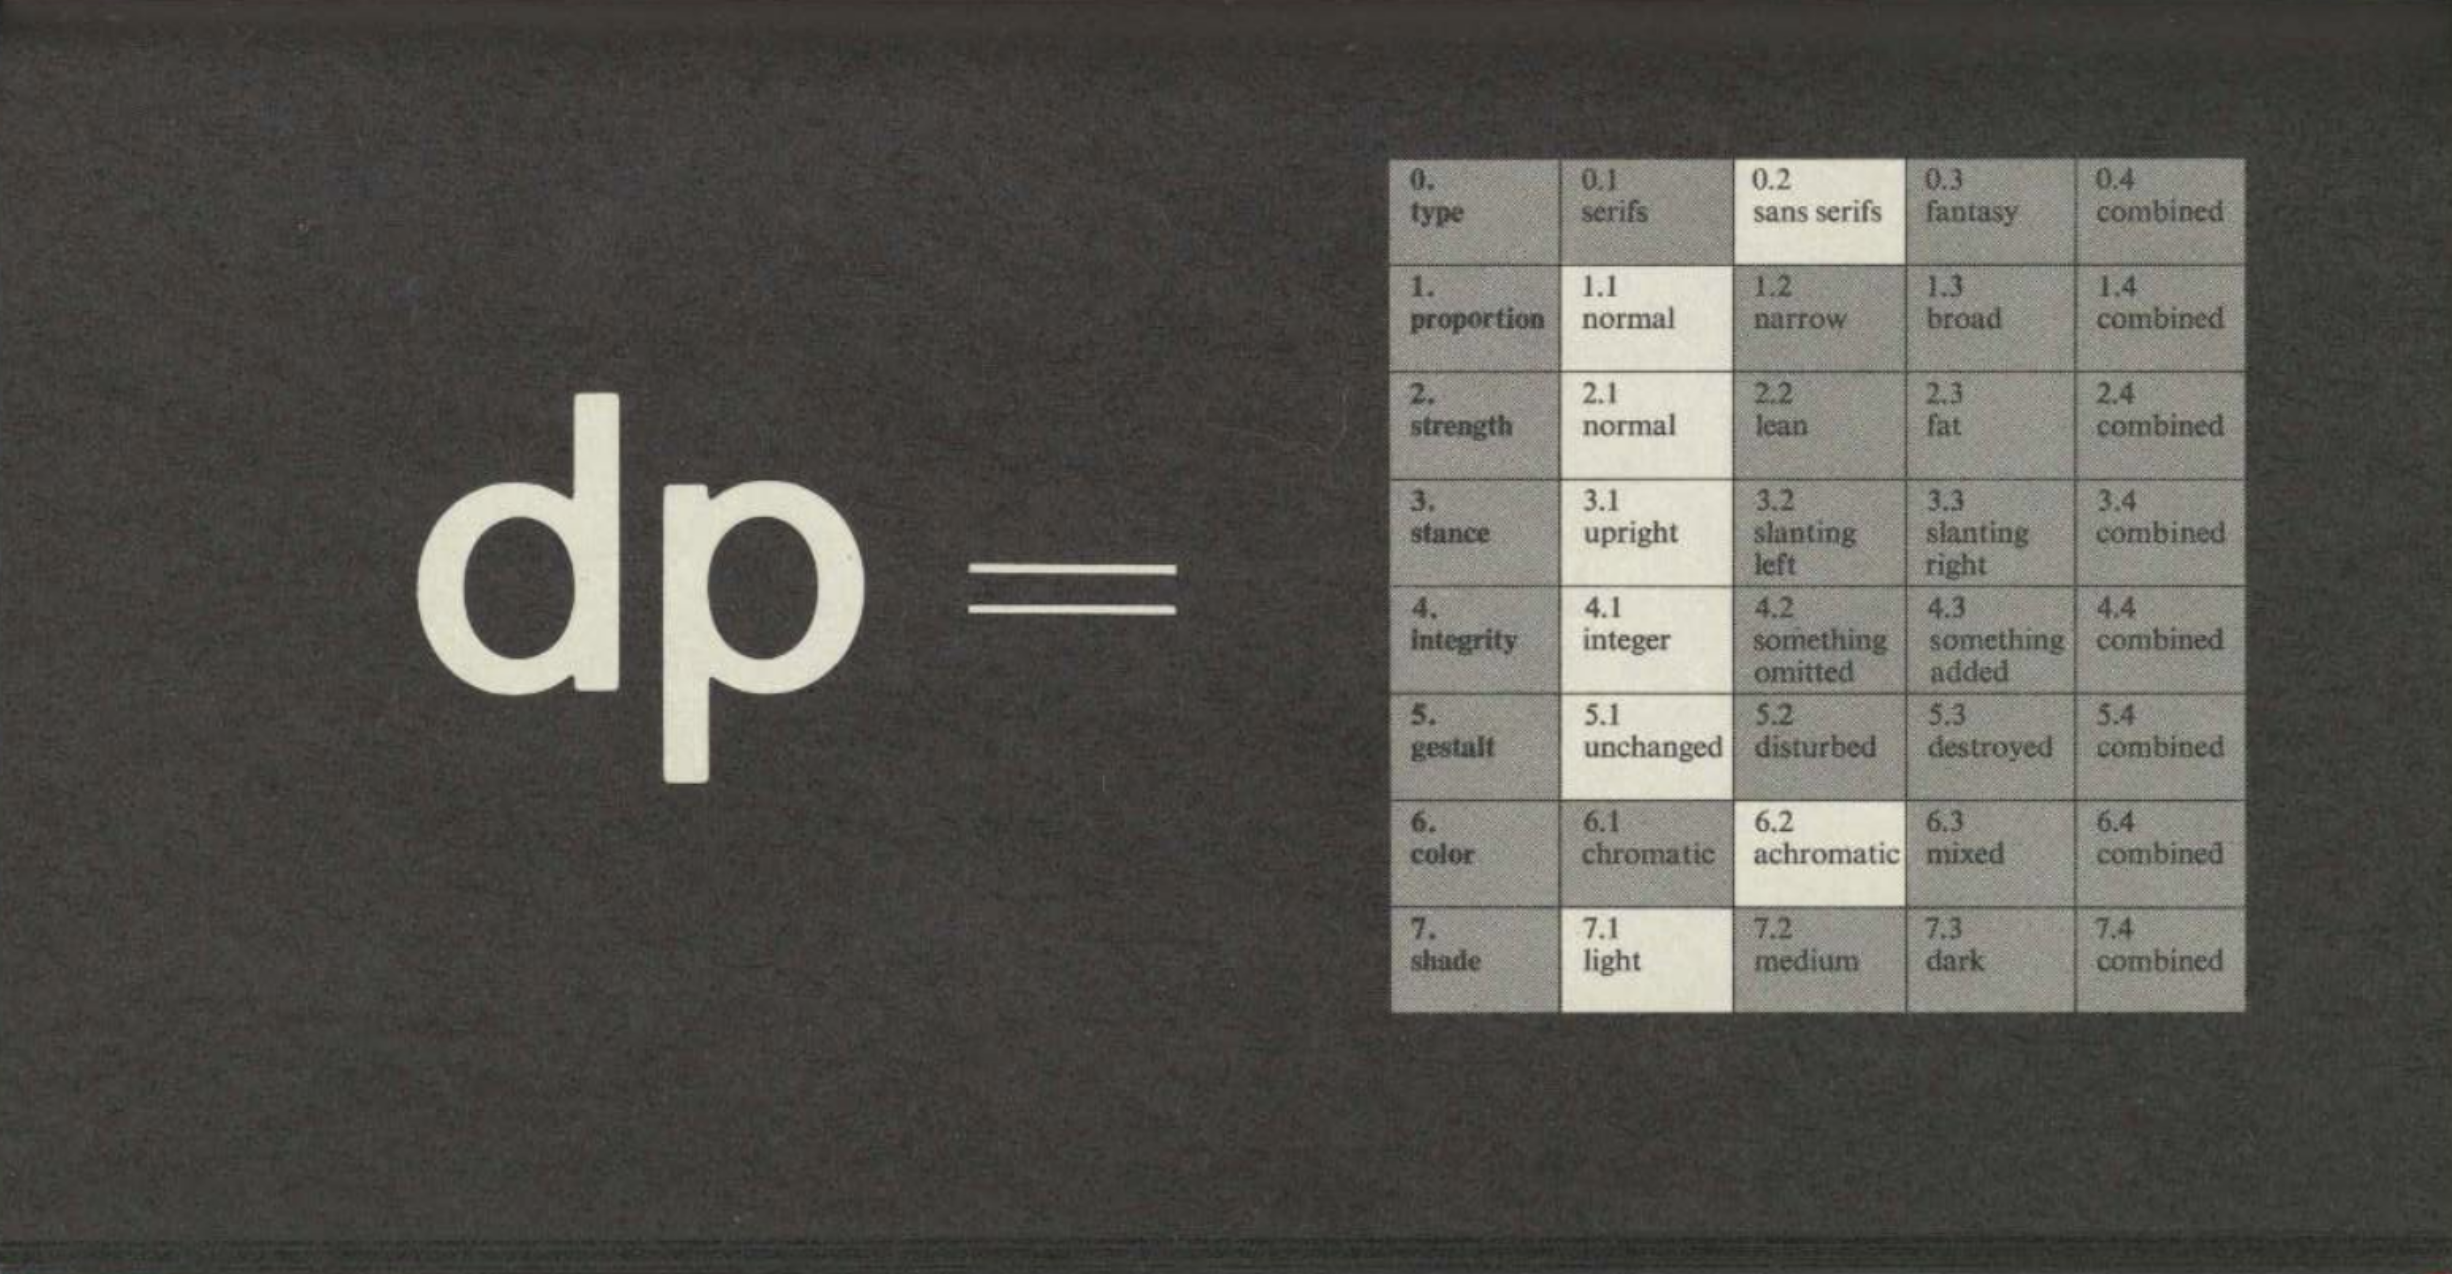 dp =
0. type
0.1 serifs
0.2 sans serifs
0.3 fantasy
0.4 combined
1. proportion
1.1 normal
1.2 narrow
1.3 broad
1.4 combined
2. strength
2.1 normal
2.2 lean
2.3 fat
2.4 combined
3. stance
3.1 upright
3.2 slanting left
3.3 slanting right
3.4 combined
4. integrity
4.1 integer
4.2 something omitted
4.3 something added
4.4 combined
5. gestalt
5.1 unchanged
5.2 disturbed
5.3 destroyed
5.4 combined
6. color
6.1 chromatic
6.2 achromatic
6.3 mixed
6.4 combined
7. shade
7.1 light
7.2 medium
7.3 dark
7.4 combined